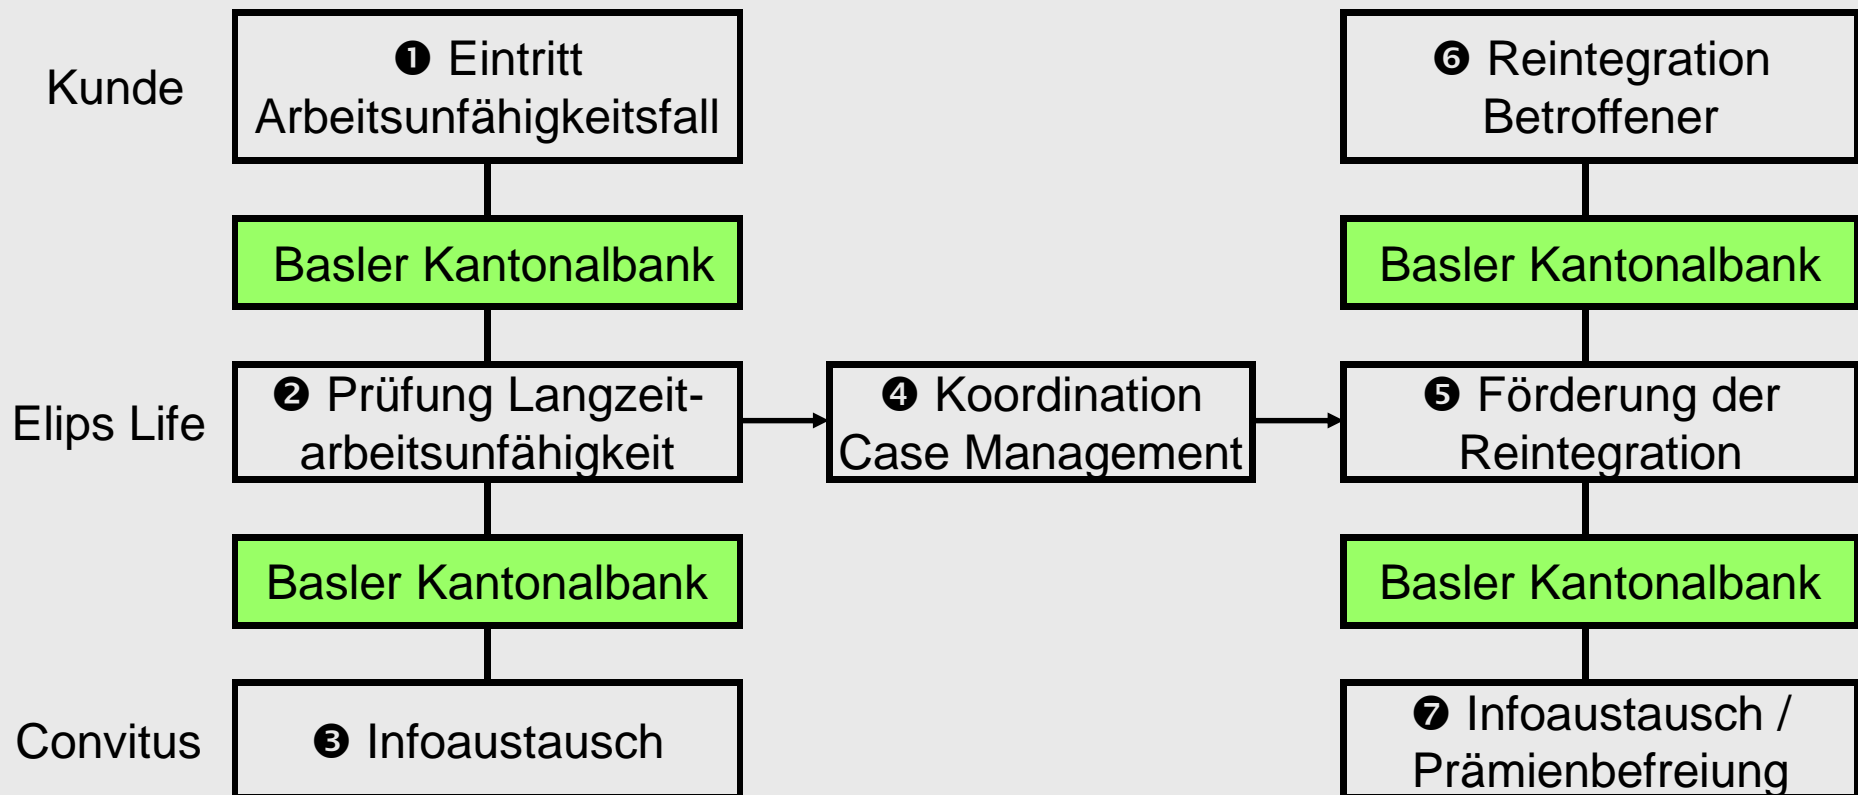 Kunde
❶ Eintritt
Arbeitsunfähigkeitsfall
❻ Reintegration
Betroffener
Basler Kantonalbank
Basler Kantonalbank
Elips Life
❷ Prüfung Langzeit-
arbeitsunfähigkeit
❹ Koordination
Case Management
❺ Förderung der
Reintegration
Basler Kantonalbank
Basler Kantonalbank
Convitus
❸ Infoaustausch
❼ Infoaustausch /
Prämienbefreiung